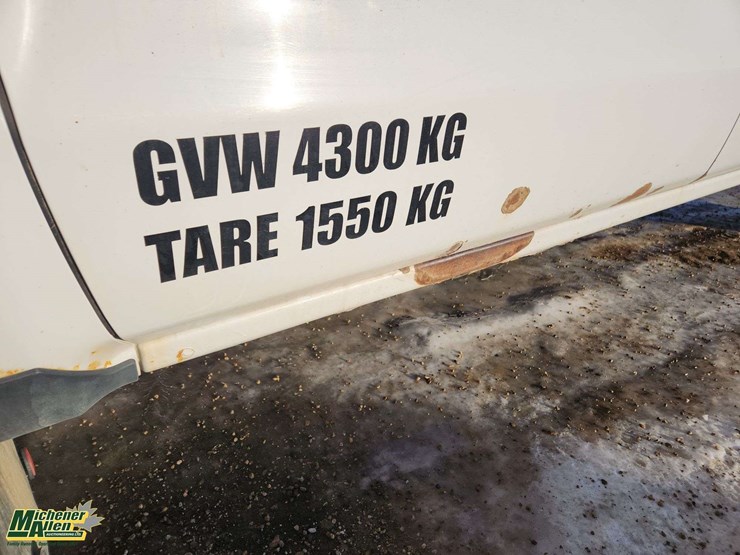 GVW 4300 KG
TARE 1550 KG
Michener
Allen
AUCTIONEERING LTD.